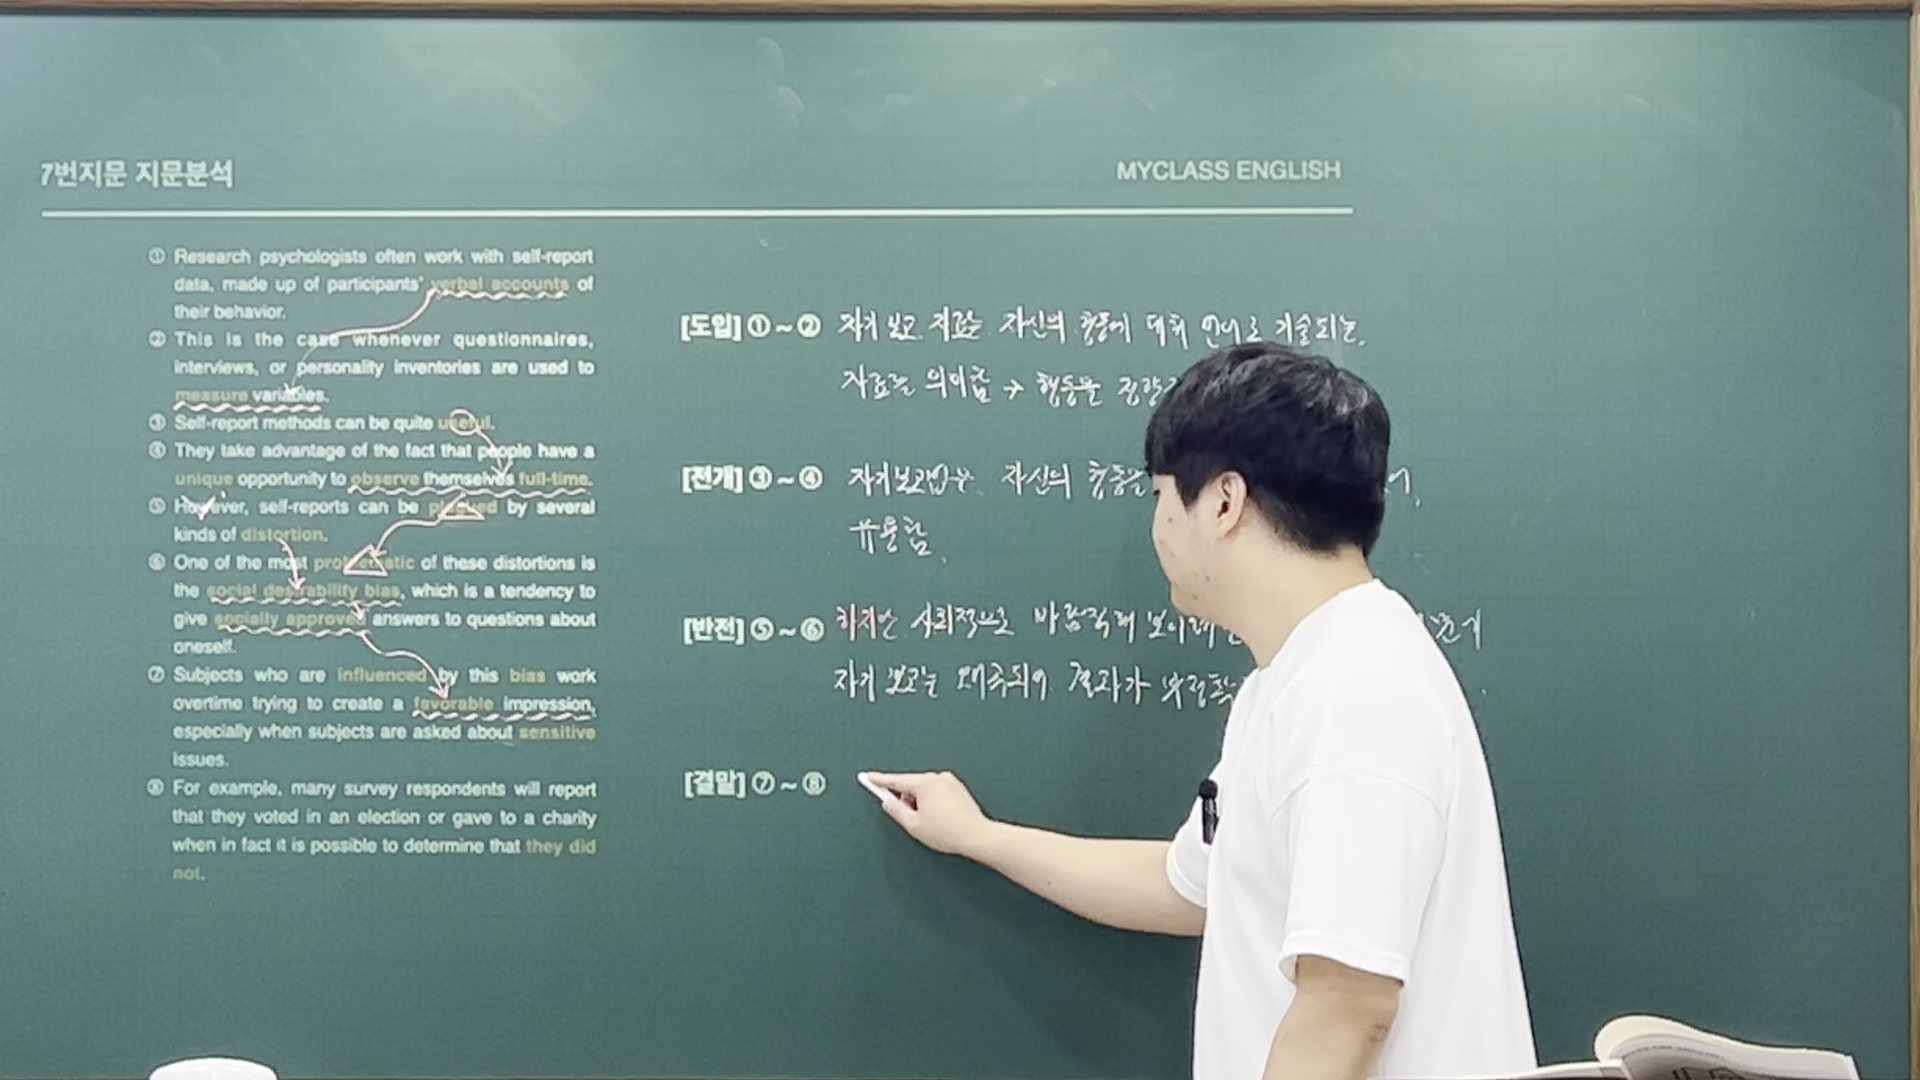 7번지문 지문분석
MYCLASS ENGLISH
① Research psychologists often work with self-report
data, made up of participants' verbal accounts of
their behavior.
② This is the case whenever questionnaires,
interviews, or personality inventories are used to
measure variables.
③ Self-report methods can be quite useful.
④ They take advantage of the fact that people have a
unique opportunity to observe themselves full-time.
⑤ However, self-reports can be plagued by several
kinds of distortion.
⑥ One of the most problematic of these distortions is
the social desirability bias, which is a tendency to
give socially approved answers to questions about
oneself.
⑦ Subjects who are influenced by this bias work
overtime trying to create a favorable impression,
especially when subjects are asked about sensitive
issues.
⑧ For example, many survey respondents will report
that they voted in an election or gave to a charity
when in fact it is possible to determine that they did
not.
[도입] ①~② 자기 보고 자료는 자신의 행동에 대해 언어로 기술되는
자료를 의미함 → 행동을
[전개] ③~④ 자기보고법은 자신의 행동을
유용함.
[반전] ⑤~⑥ 하지만 사회적으로 바람직해 보이려
자기 보고는 왜곡되어 결과가
[결말] ⑦~⑧